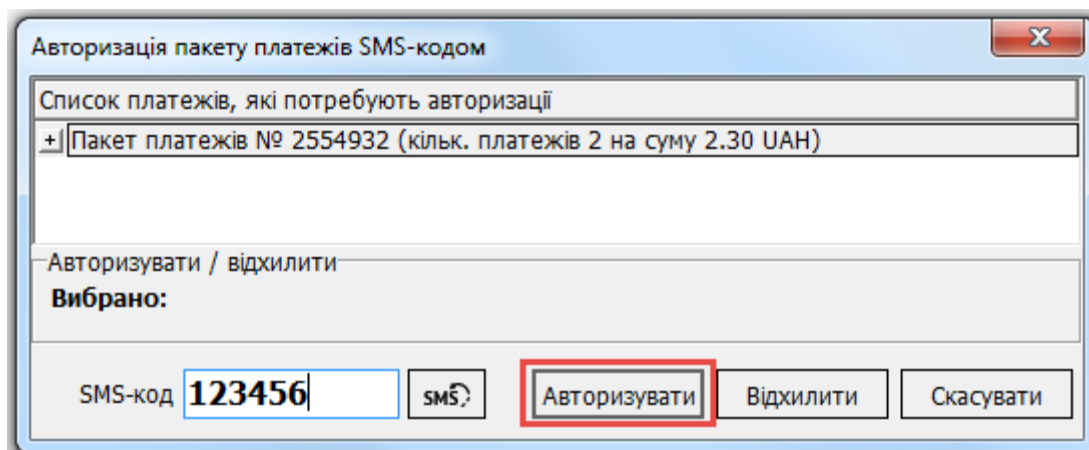 Авторизація пакету платежів SMS-кодом
Список платежів, які потребують авторизації
+ Пакет платежів № 2554932 (кільк. платежів 2 на суму 2.30 UAH)
Авторизувати / відхилити
Вибрано:
SMS-код 123456 SMS Авторизувати Відхилити Скасувати